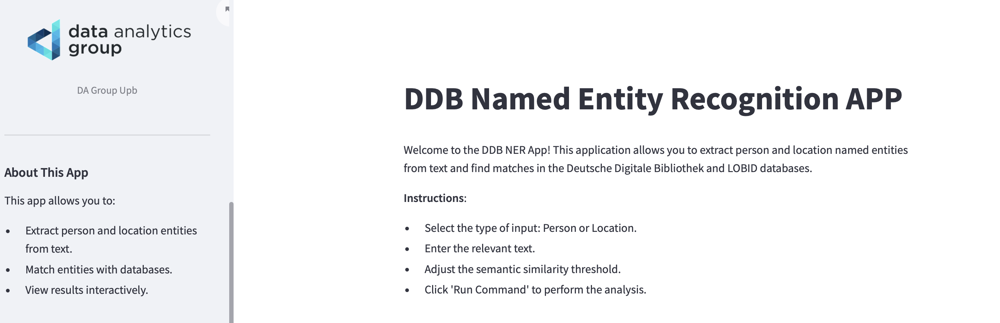 data analytics
group
DA Group Upb
About This App
This app allows you to:
• Extract person and location entities
from text.
• Match entities with databases.
• View results interactively.
DDB Named Entity Recognition APP
Welcome to the DDB NER App! This application allows you to extract person and location named entities
from text and find matches in the Deutsche Digitale Bibliothek and LOBID databases.
Instructions:
• Select the type of input: Person or Location.
• Enter the relevant text.
• Adjust the semantic similarity threshold.
• Click 'Run Command' to perform the analysis.